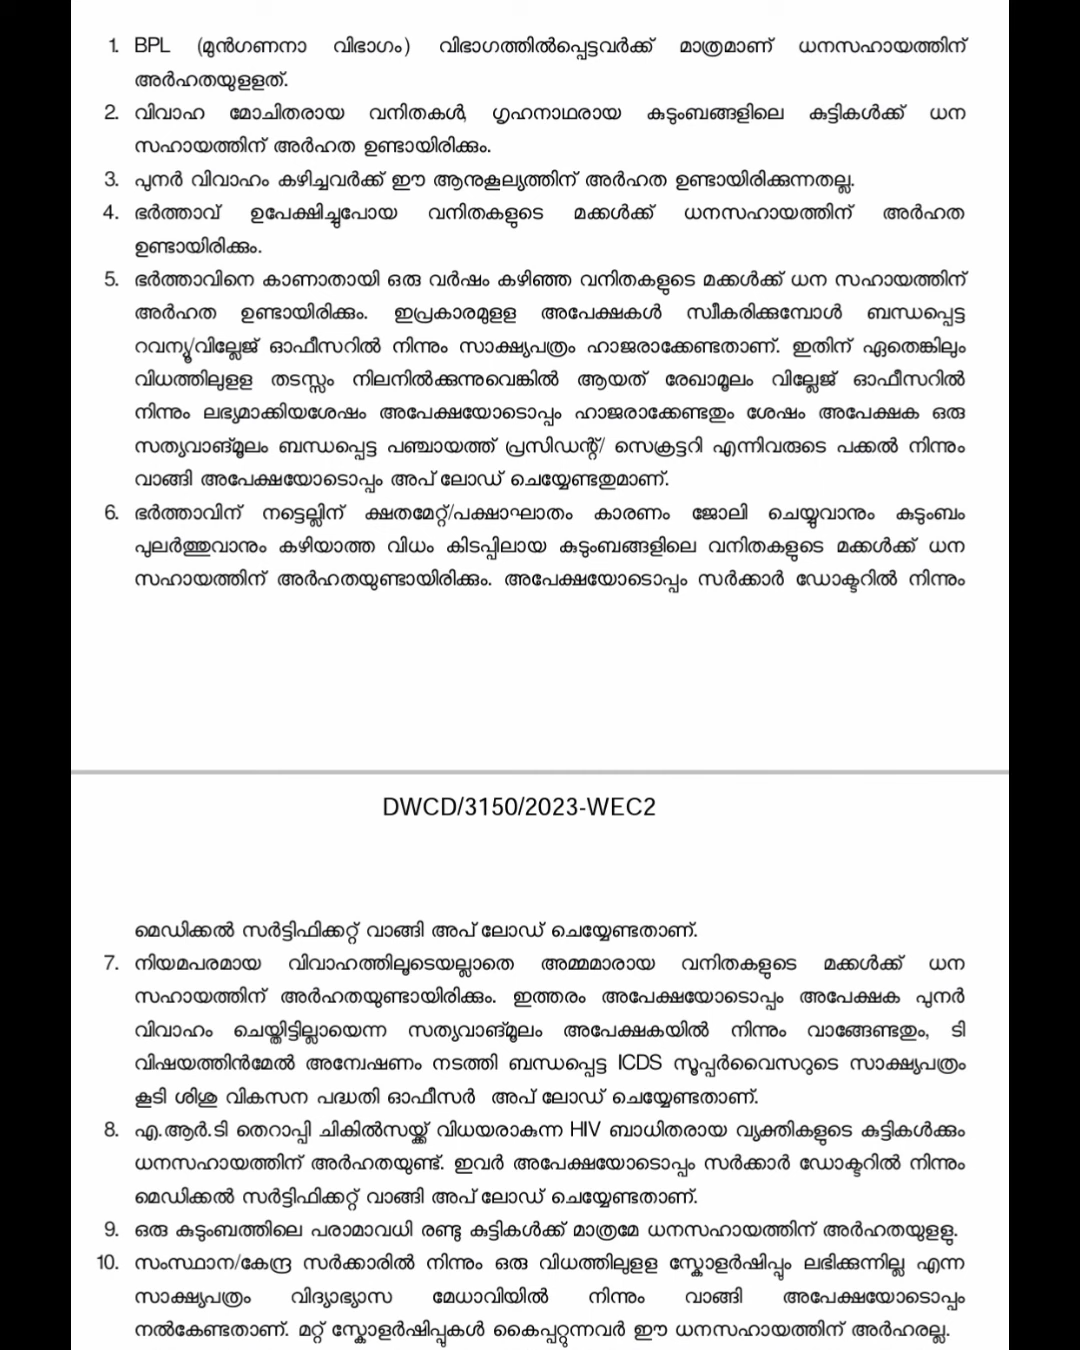 1. BPL (മുൻഗണനാ വിഭാഗം) വിഭാഗത്തിൽപ്പെട്ടവർക്ക് മാത്രമാണ് ധനസഹായത്തിന്
അർഹതയുളളത്.
2. വിവാഹ മോചിതരായ വനിതകൾ, ഗൃഹനാഥരായ കുടുംബങ്ങളിലെ കുട്ടികൾക്ക് ധന
സഹായത്തിന് അർഹത ഉണ്ടായിരിക്കും.
3. പുനർ വിവാഹം കഴിച്ചവർക്ക് ഈ ആനുകൂല്യത്തിന് അർഹത ഉണ്ടായിരിക്കുന്നതല്ല.
4. ഭർത്താവ് ഉപേക്ഷിച്ചുപോയ വനിതകളുടെ മക്കൾക്ക് ധനസഹായത്തിന് അർഹത
ഉണ്ടായിരിക്കും.
5. ഭർത്താവിനെ കാണാതായി ഒരു വർഷം കഴിഞ്ഞ വനിതകളുടെ മക്കൾക്ക് ധന സഹായത്തിന്
അർഹത ഉണ്ടായിരിക്കും. ഇപ്രകാരമുളള അപേക്ഷകൾ സ്വീകരിക്കുമ്പോൾ ബന്ധപ്പെട്ട
റവന്യൂ/വില്ലേജ് ഓഫീസറിൽ നിന്നും സാക്ഷ്യപത്രം ഹാജരാക്കേണ്ടതാണ്. ഇതിന് ഏതെങ്കിലും
വിധത്തിലുളള തടസ്സം നിലനിൽക്കുന്നുവെങ്കിൽ ആയത് രേഖാമൂലം വില്ലേജ് ഓഫീസറിൽ
നിന്നും ലഭ്യമാക്കിയശേഷം അപേക്ഷയോടൊപ്പം ഹാജരാക്കേണ്ടതും ശേഷം അപേക്ഷക ഒരു
സത്യവാങ്മൂലം ബന്ധപ്പെട്ട പഞ്ചായത്ത് പ്രസിഡന്റ്/ സെക്രട്ടറി എന്നിവരുടെ പക്കൽ നിന്നും
വാങ്ങി അപേക്ഷയോടൊപ്പം അപ് ലോഡ് ചെയ്യേണ്ടതുമാണ്.
6. ഭർത്താവിന് നട്ടെല്ലിന് ക്ഷതമേറ്റ്/പക്ഷാഘാതം കാരണം ജോലി ചെയ്യുവാനും കുടുംബം
പുലർത്തുവാനും കഴിയാത്ത വിധം കിടപ്പിലായ കുടുംബങ്ങളിലെ വനിതകളുടെ മക്കൾക്ക് ധന
സഹായത്തിന് അർഹതയുണ്ടായിരിക്കും. അപേക്ഷയോടൊപ്പം സർക്കാർ ഡോക്ടറിൽ നിന്നും
DWCD/3150/2023-WEC2
മെഡിക്കൽ സർട്ടിഫിക്കറ്റ് വാങ്ങി അപ് ലോഡ് ചെയ്യേണ്ടതാണ്.
7. നിയമപരമായ വിവാഹത്തിലൂടെയല്ലാതെ അമ്മമാരായ വനിതകളുടെ മക്കൾക്ക് ധന
സഹായത്തിന് അർഹതയുണ്ടായിരിക്കും. ഇത്തരം അപേക്ഷയോടൊപ്പം അപേക്ഷക പുനർ
വിവാഹം ചെയ്തിട്ടില്ലായെന്ന സത്യവാങ്മൂലം അപേക്ഷകയിൽ നിന്നും വാങ്ങേണ്ടതും, ടി
വിഷയത്തിൻമേൽ അന്വേഷണം നടത്തി ബന്ധപ്പെട്ട ICDS സൂപ്പർവൈസറുടെ സാക്ഷ്യപത്രം
കൂടി ശിശു വികസന പദ്ധതി ഓഫീസർ അപ് ലോഡ് ചെയ്യേണ്ടതാണ്.
8. എ.ആർ.ടി തെറാപ്പി ചികിൽസയ്ക്ക് വിധയരാകുന്ന HIV ബാധിതരായ വ്യക്തികളുടെ കുട്ടികൾക്കും
ധനസഹായത്തിന് അർഹതയുണ്ട്. ഇവർ അപേക്ഷയോടൊപ്പം സർക്കാർ ഡോക്ടറിൽ നിന്നും
മെഡിക്കൽ സർട്ടിഫിക്കറ്റ് വാങ്ങി അപ് ലോഡ് ചെയ്യേണ്ടതാണ്.
9. ഒരു കുടുംബത്തിലെ പരാമാവധി രണ്ടു കുട്ടികൾക്ക് മാത്രമേ ധനസഹായത്തിന് അർഹതയുളളു.
10. സംസ്ഥാന/കേന്ദ്ര സർക്കാരിൽ നിന്നും ഒരു വിധത്തിലുളള സ്കോളർഷിപ്പും ലഭിക്കുന്നില്ല എന്ന
സാക്ഷ്യപത്രം വിദ്യാഭ്യാസ മേധാവിയിൽ നിന്നും വാങ്ങി അപേക്ഷയോടൊപ്പം
നൽകേണ്ടതാണ്. മറ്റ് സ്കോളർഷിപ്പുകൾ കൈപ്പറ്റുന്നവർ ഈ ധനസഹായത്തിന് അർഹരല്ല.